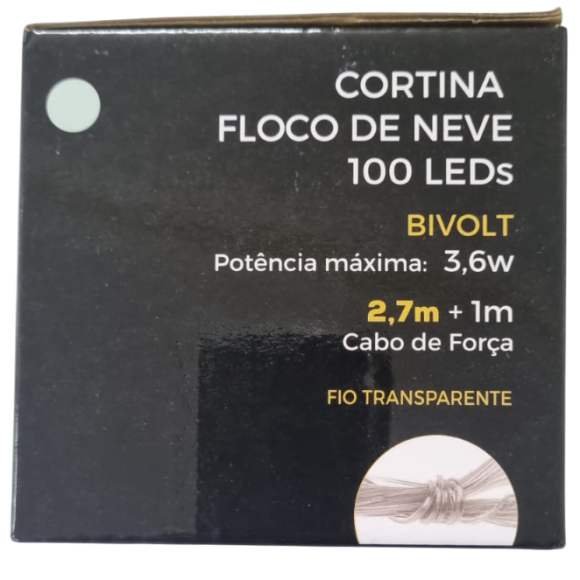 CORTINA
FLOCO DE NEVE
100 LEDs
BIVOLT
Potência máxima: 3,6w
2,7m + 1m
Cabo de Força
FIO TRANSPARENTE